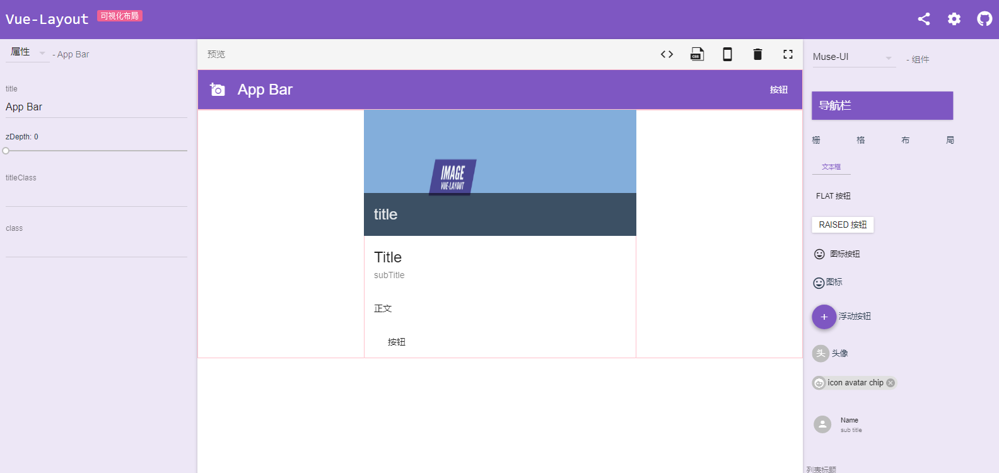 Vue-Layout 可视化布局
属性 - App Bar
title
App Bar
zDepth: 0
titleClass
class
预览
CSS
App Bar 按钮
IMAGE
VUE-LAYOUT
title
Title
subTitle
正文
按钮
Muse-UI - 组件
导航栏
栅 格 布 局
文本框
FLAT 按钮
RAISED 按钮
图标按钮
图标
+ 浮动按钮
头 头像
icon avatar chip
Name
sub title
列表标题